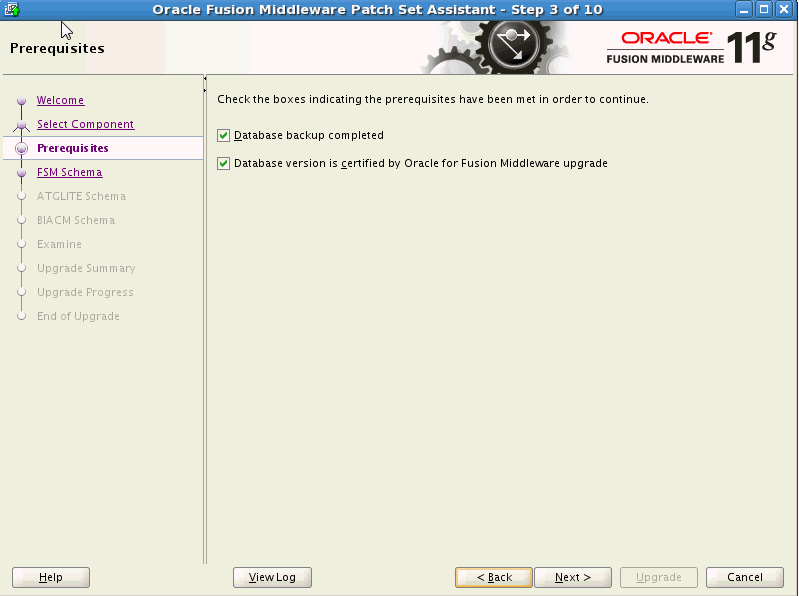 Oracle Fusion Middleware Patch Set Assistant - Step 3 of 10
Prerequisites
ORACLE
FUSION MIDDLEWARE
11g
Welcome
Select Component
Prerequisites
FSM Schema
ATGLITE Schema
BIACM Schema
Examine
Upgrade Summary
Upgrade Progress
End of Upgrade
Check the boxes indicating the prerequisites have been met in order to continue.
Database backup completed
Database version is certified by Oracle for Fusion Middleware upgrade
Help
View Log
< Back
Next >
Upgrade
Cancel